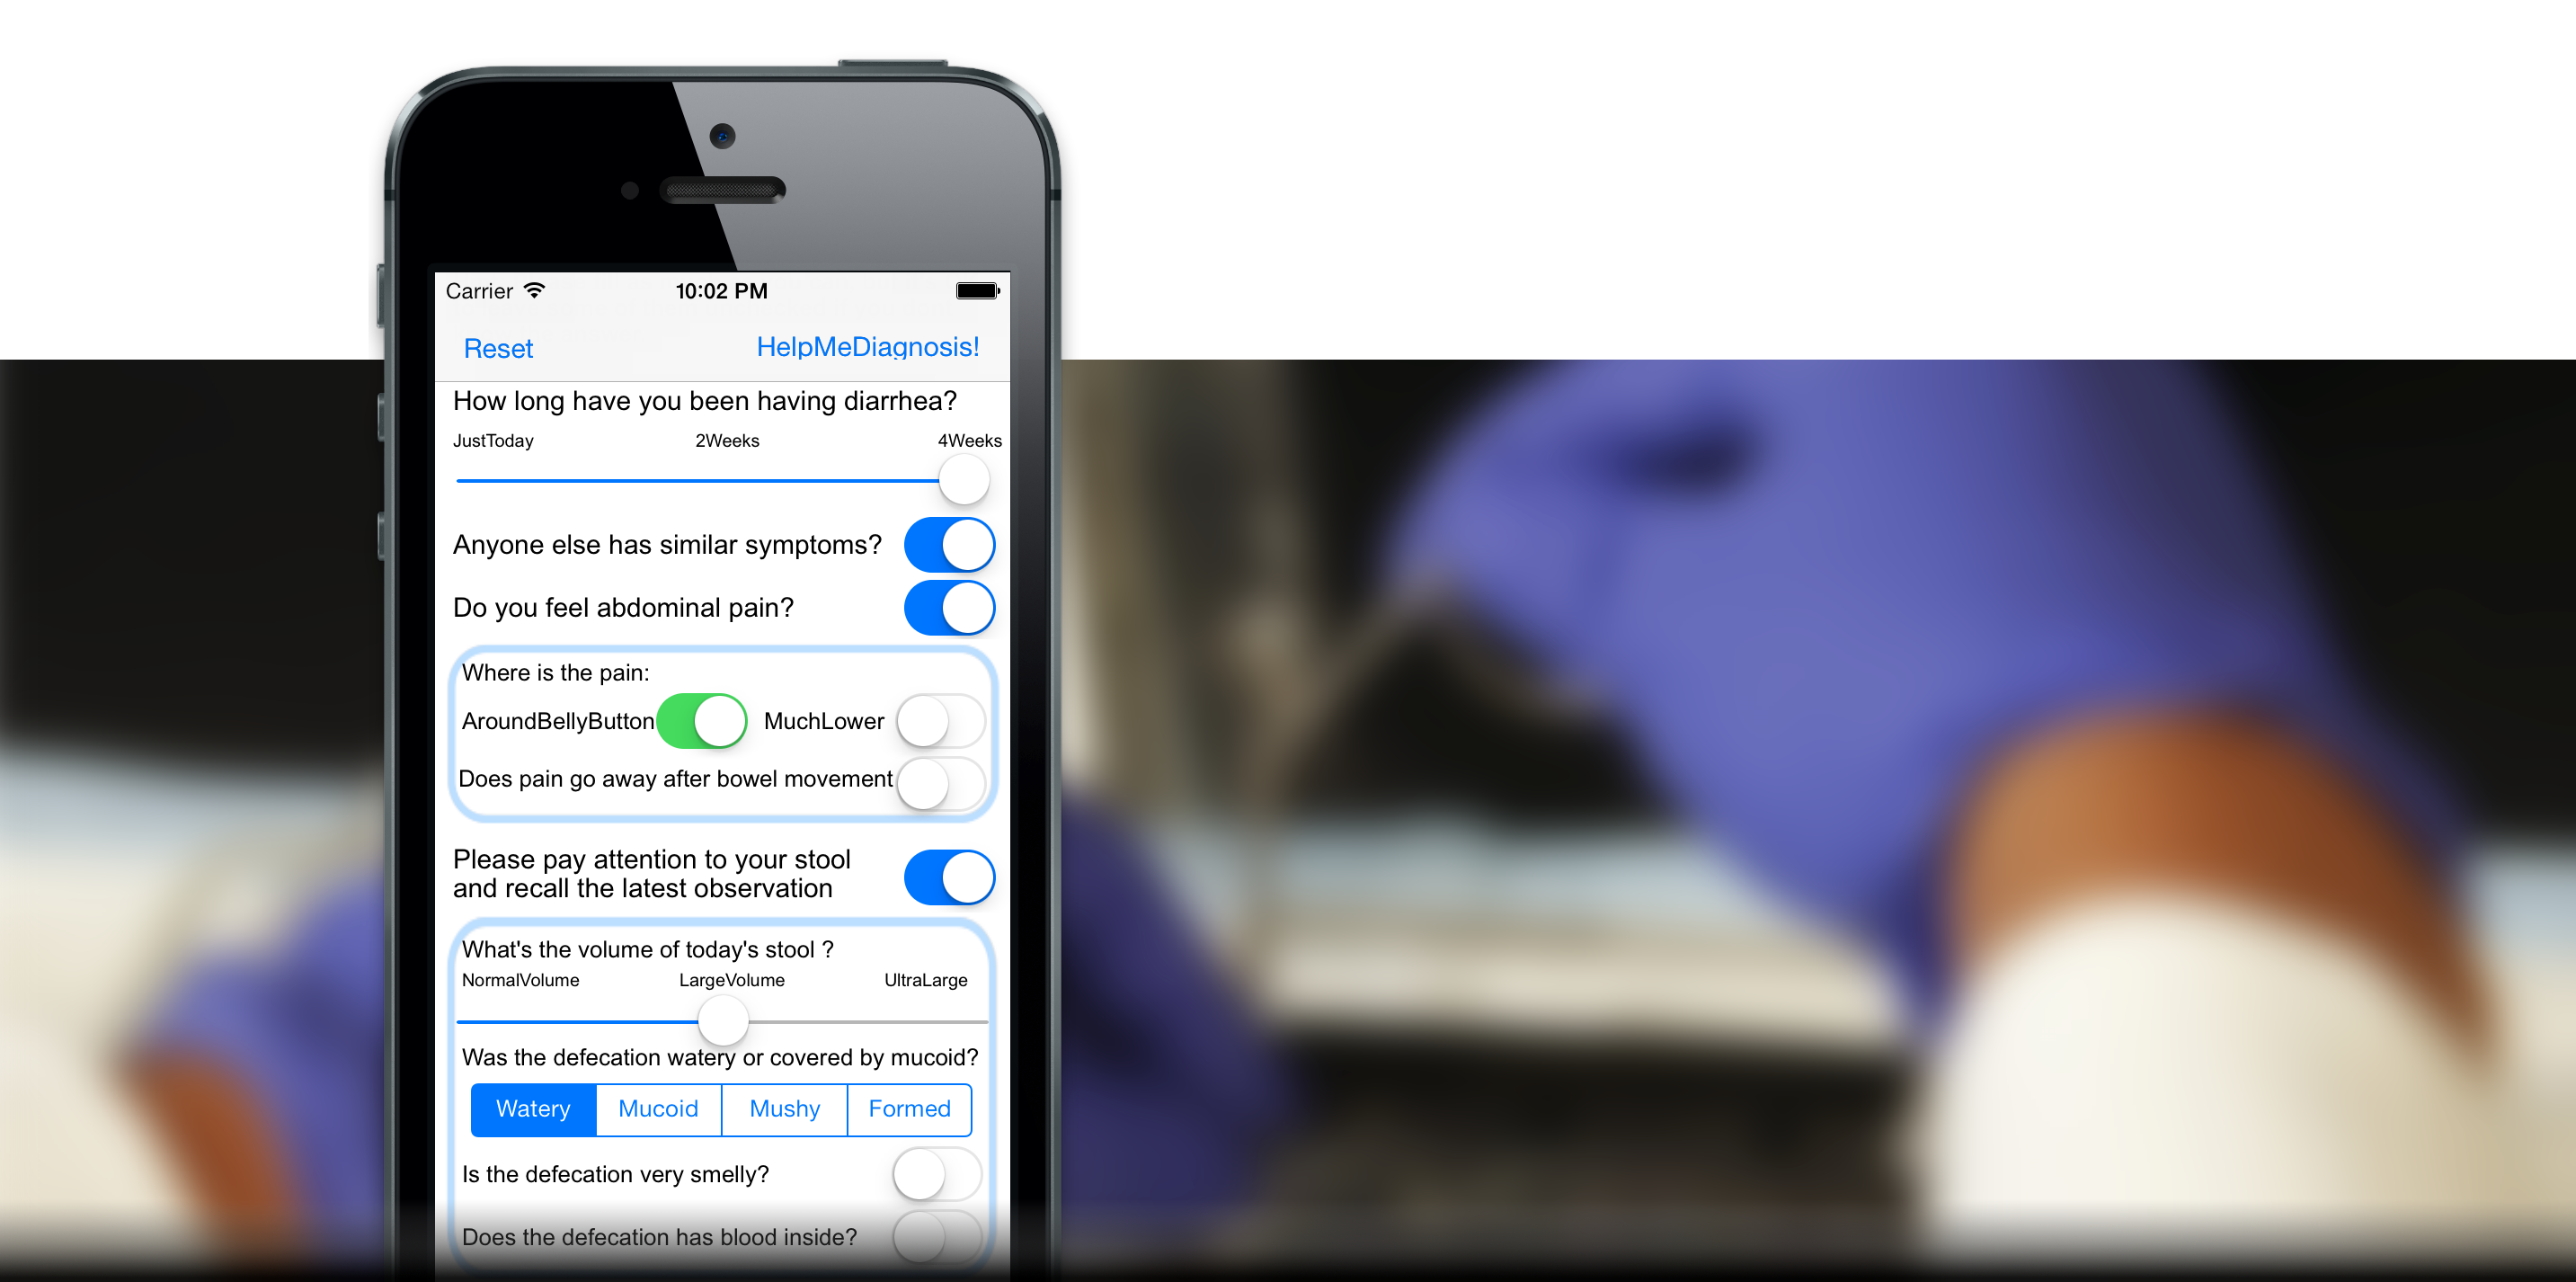 Carrier 10:02 PM
Reset HelpMeDiagnosis!
How long have you been having diarrhea?
JustToday 2Weeks 4Weeks
Anyone else has similar symptoms?
Do you feel abdominal pain?
Where is the pain:
AroundBellyButton MuchLower
Does pain go away after bowel movement
Please pay attention to your stool
and recall the latest observation
What's the volume of today's stool ?
NormalVolume LargeVolume UltraLarge
Was the defecation watery or covered by mucoid?
Watery Mucoid Mushy Formed
Is the defecation very smelly?
Does the defecation has blood inside?